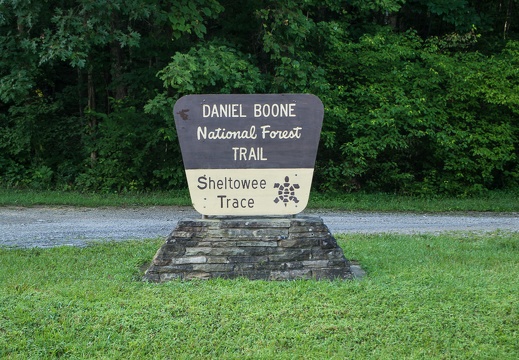 DANIEL BOONE
National Forest
TRAIL
Sheltowee
Trace